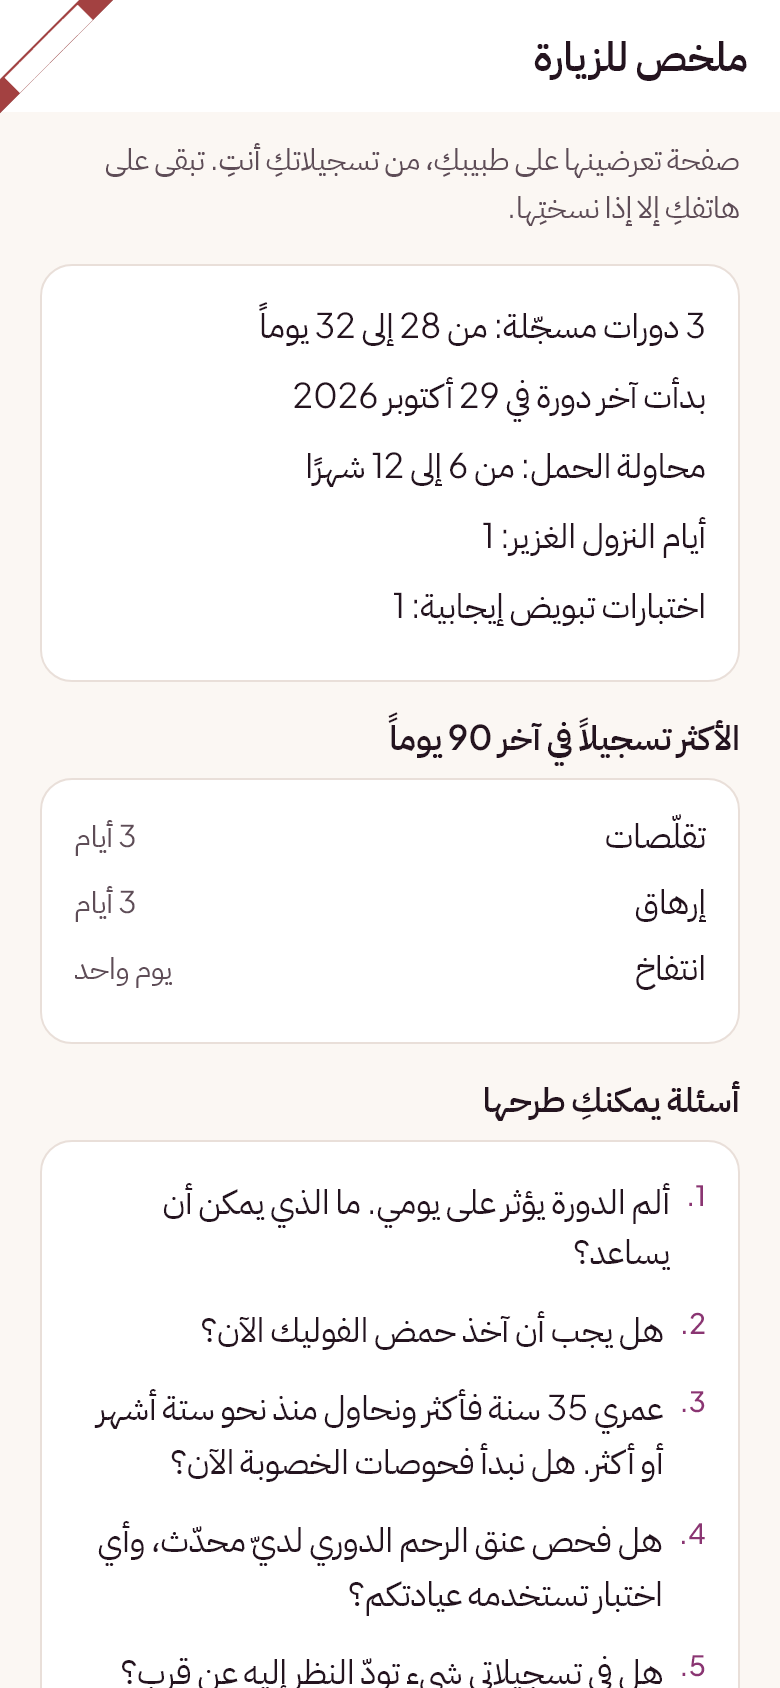 ملخص للزيارة
صفحة تعرضينها على طبيبكِ، من تسجيلاتكِ أنتِ. تبقى على
هاتفكِ إلا إذا نسختِها.
3 دورات مسجّلة: من 28 إلى 32 يوماً
بدأت آخر دورة في 29 أكتوبر 2026
محاولة الحمل: من 6 إلى 12 شهرًا
أيام النزول الغزير: 1
اختبارات تبويض إيجابية: 1
الأكثر تسجيلاً في آخر 90 يوماً
تقلّصات 3 أيام
إرهاق 3 أيام
انتفاخ يوم واحد
أسئلة يمكنكِ طرحها
1. ألم الدورة يؤثر على يومي. ما الذي يمكن أن
يساعد؟
2. هل يجب أن آخذ حمض الفوليك الآن؟
3. عمري 35 سنة فأكثر ونحاول منذ نحو ستة أشهر
أو أكثر. هل نبدأ فحوصات الخصوبة الآن؟
4. هل فحص عنق الرحم الدوري لديّ محدّث، وأي
اختبار تستخدمه عيادتكم؟
5. هل في تسجيلاتي شيء تودّ النظر إليه عن قرب؟